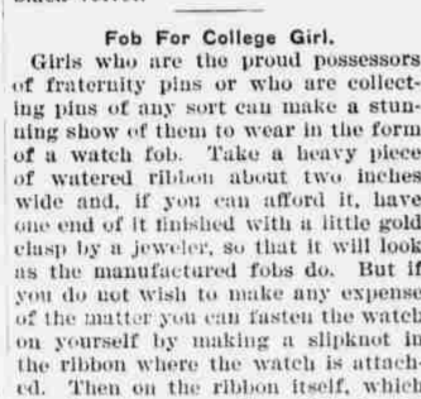 Fob For College Girl.
Girls who are the proud possessors
of fraternity pins or who are collect-
ing pins of any sort can make a stun-
ning show of them to wear in the form
of a watch fob. Take a heavy piece
of watered ribbon about two inches
wide and, if you can afford it, have
one end of it finished with a little gold
clasp by a jeweler, so that it will look
as the manufactured fobs do. But if
you do not wish to make any expense
of the matter you can fasten the watch
on yourself by making a slipknot in
the ribbon where the watch is attach-
ed. Then on the ribbon itself, which